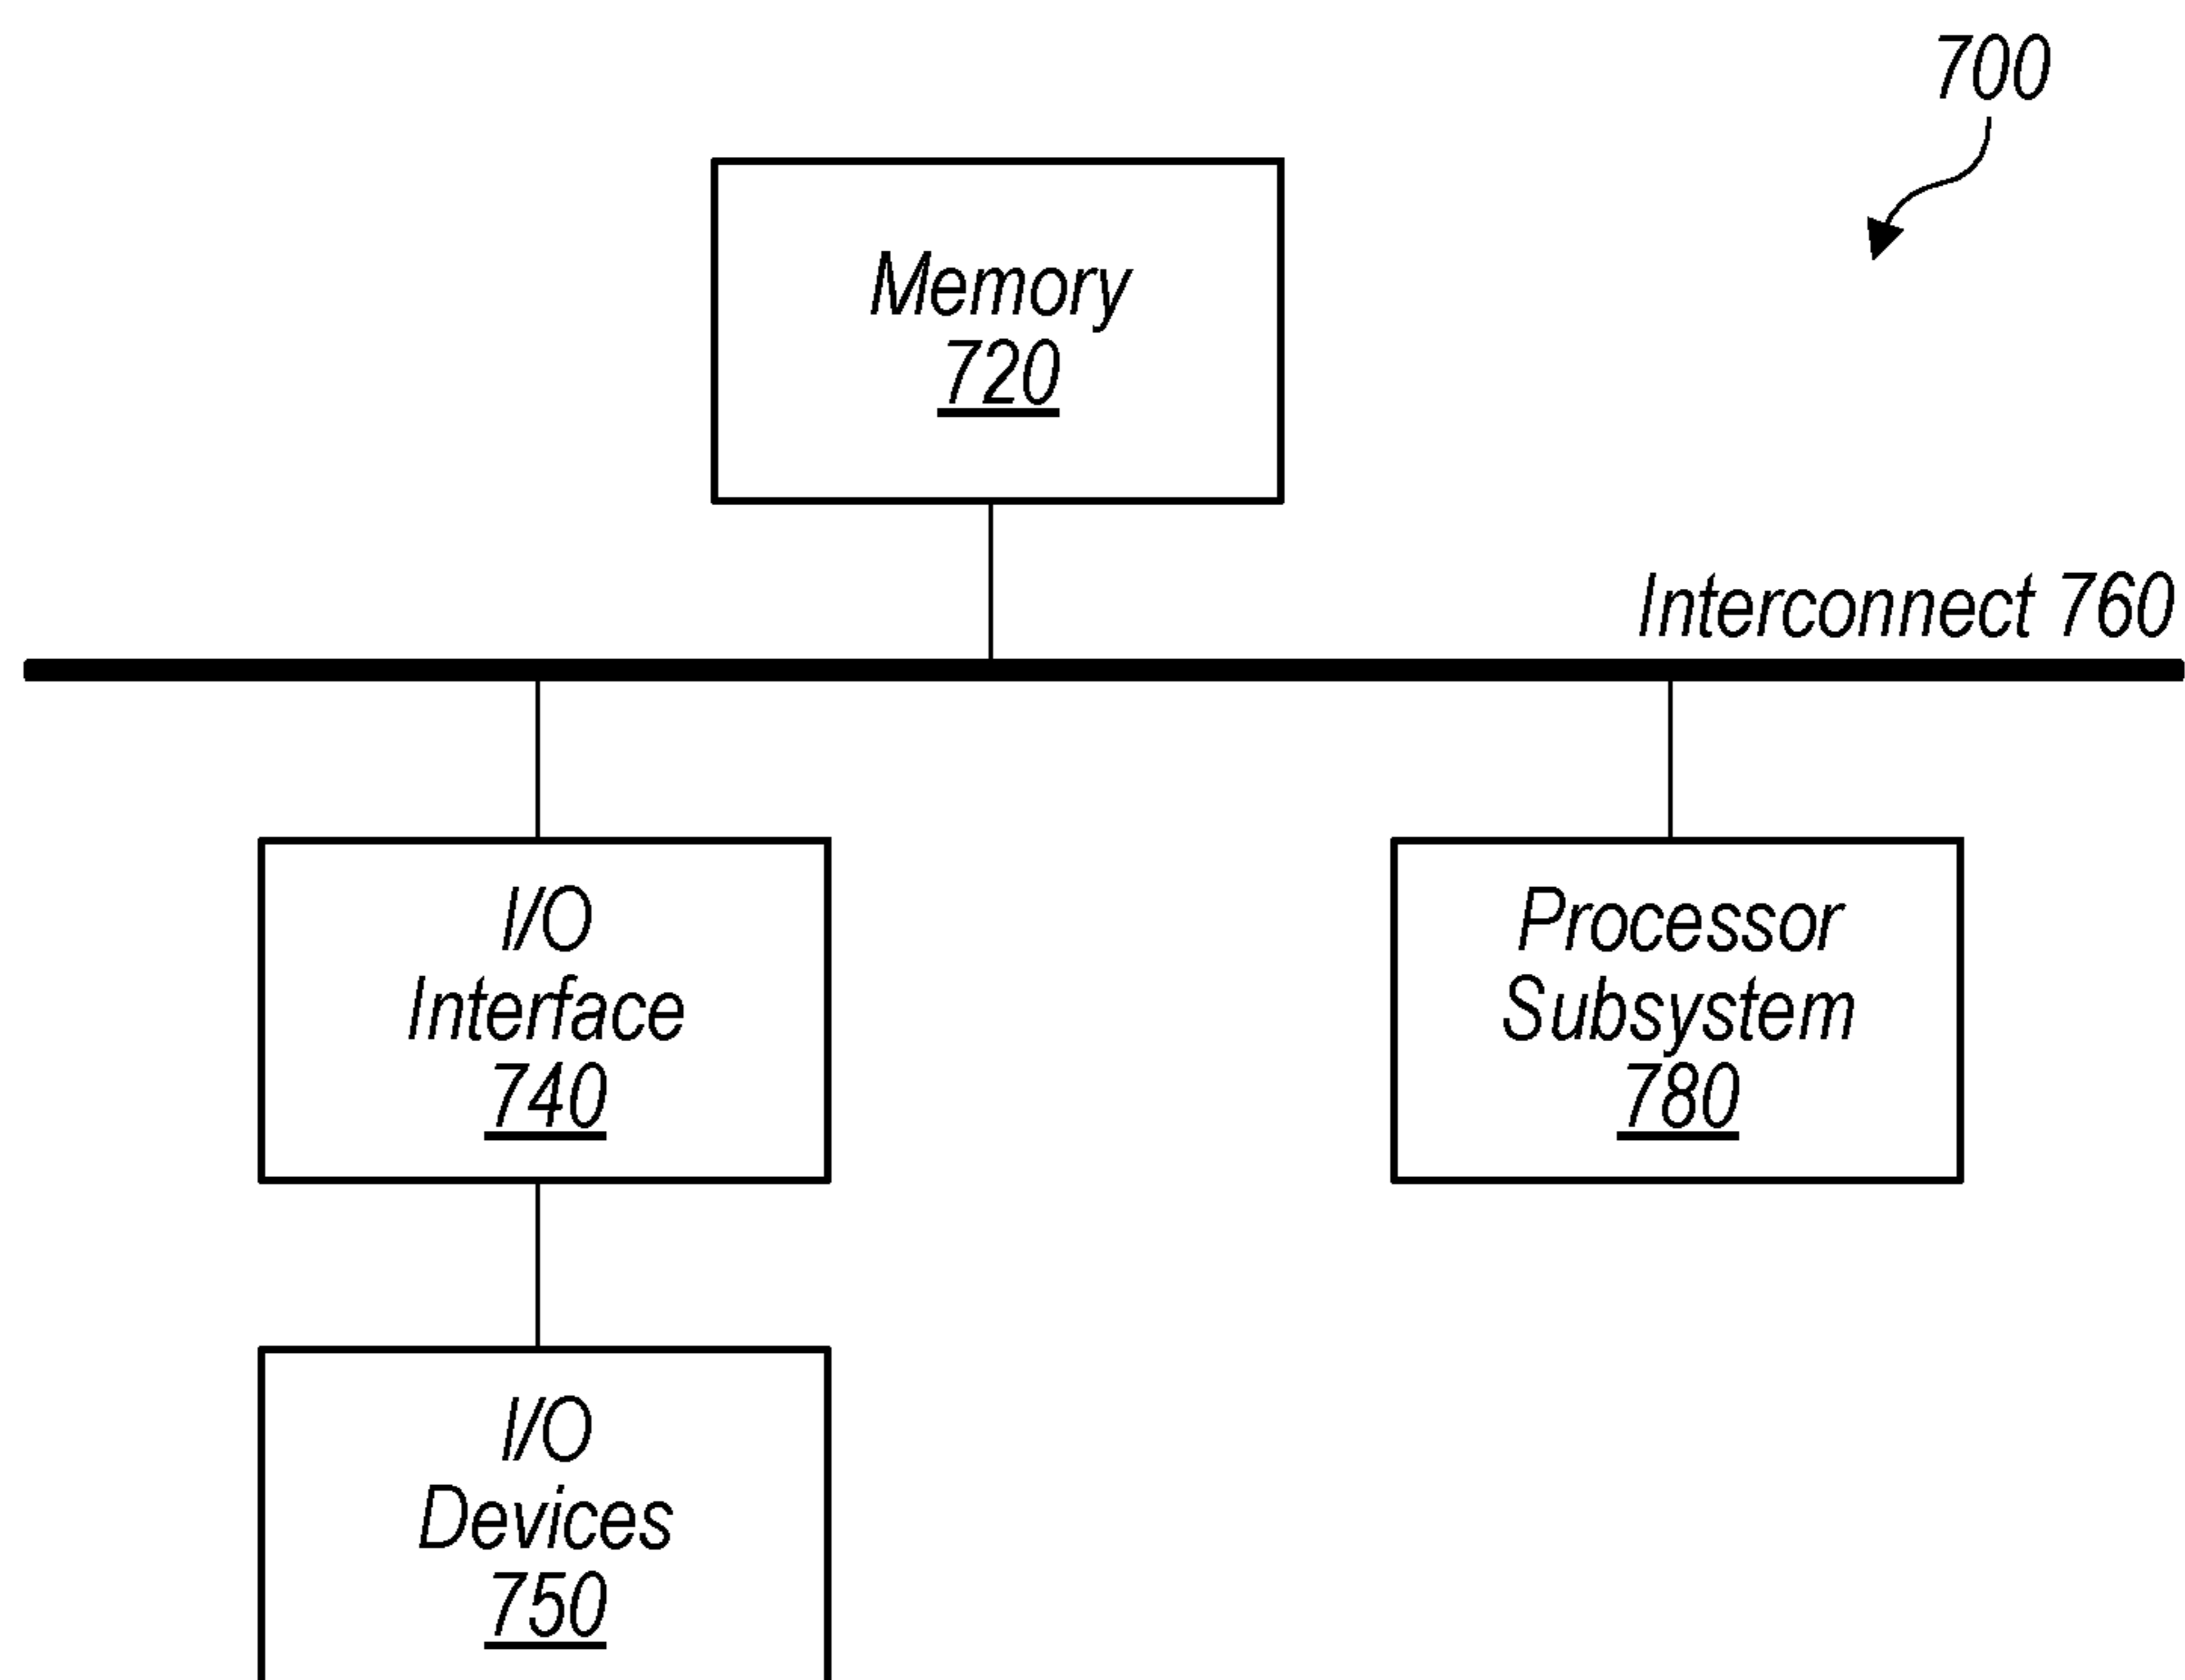 700
Memory
720
Interconnect 760
I/O
Interface
740
Processor
Subsystem
780
I/O
Devices
750